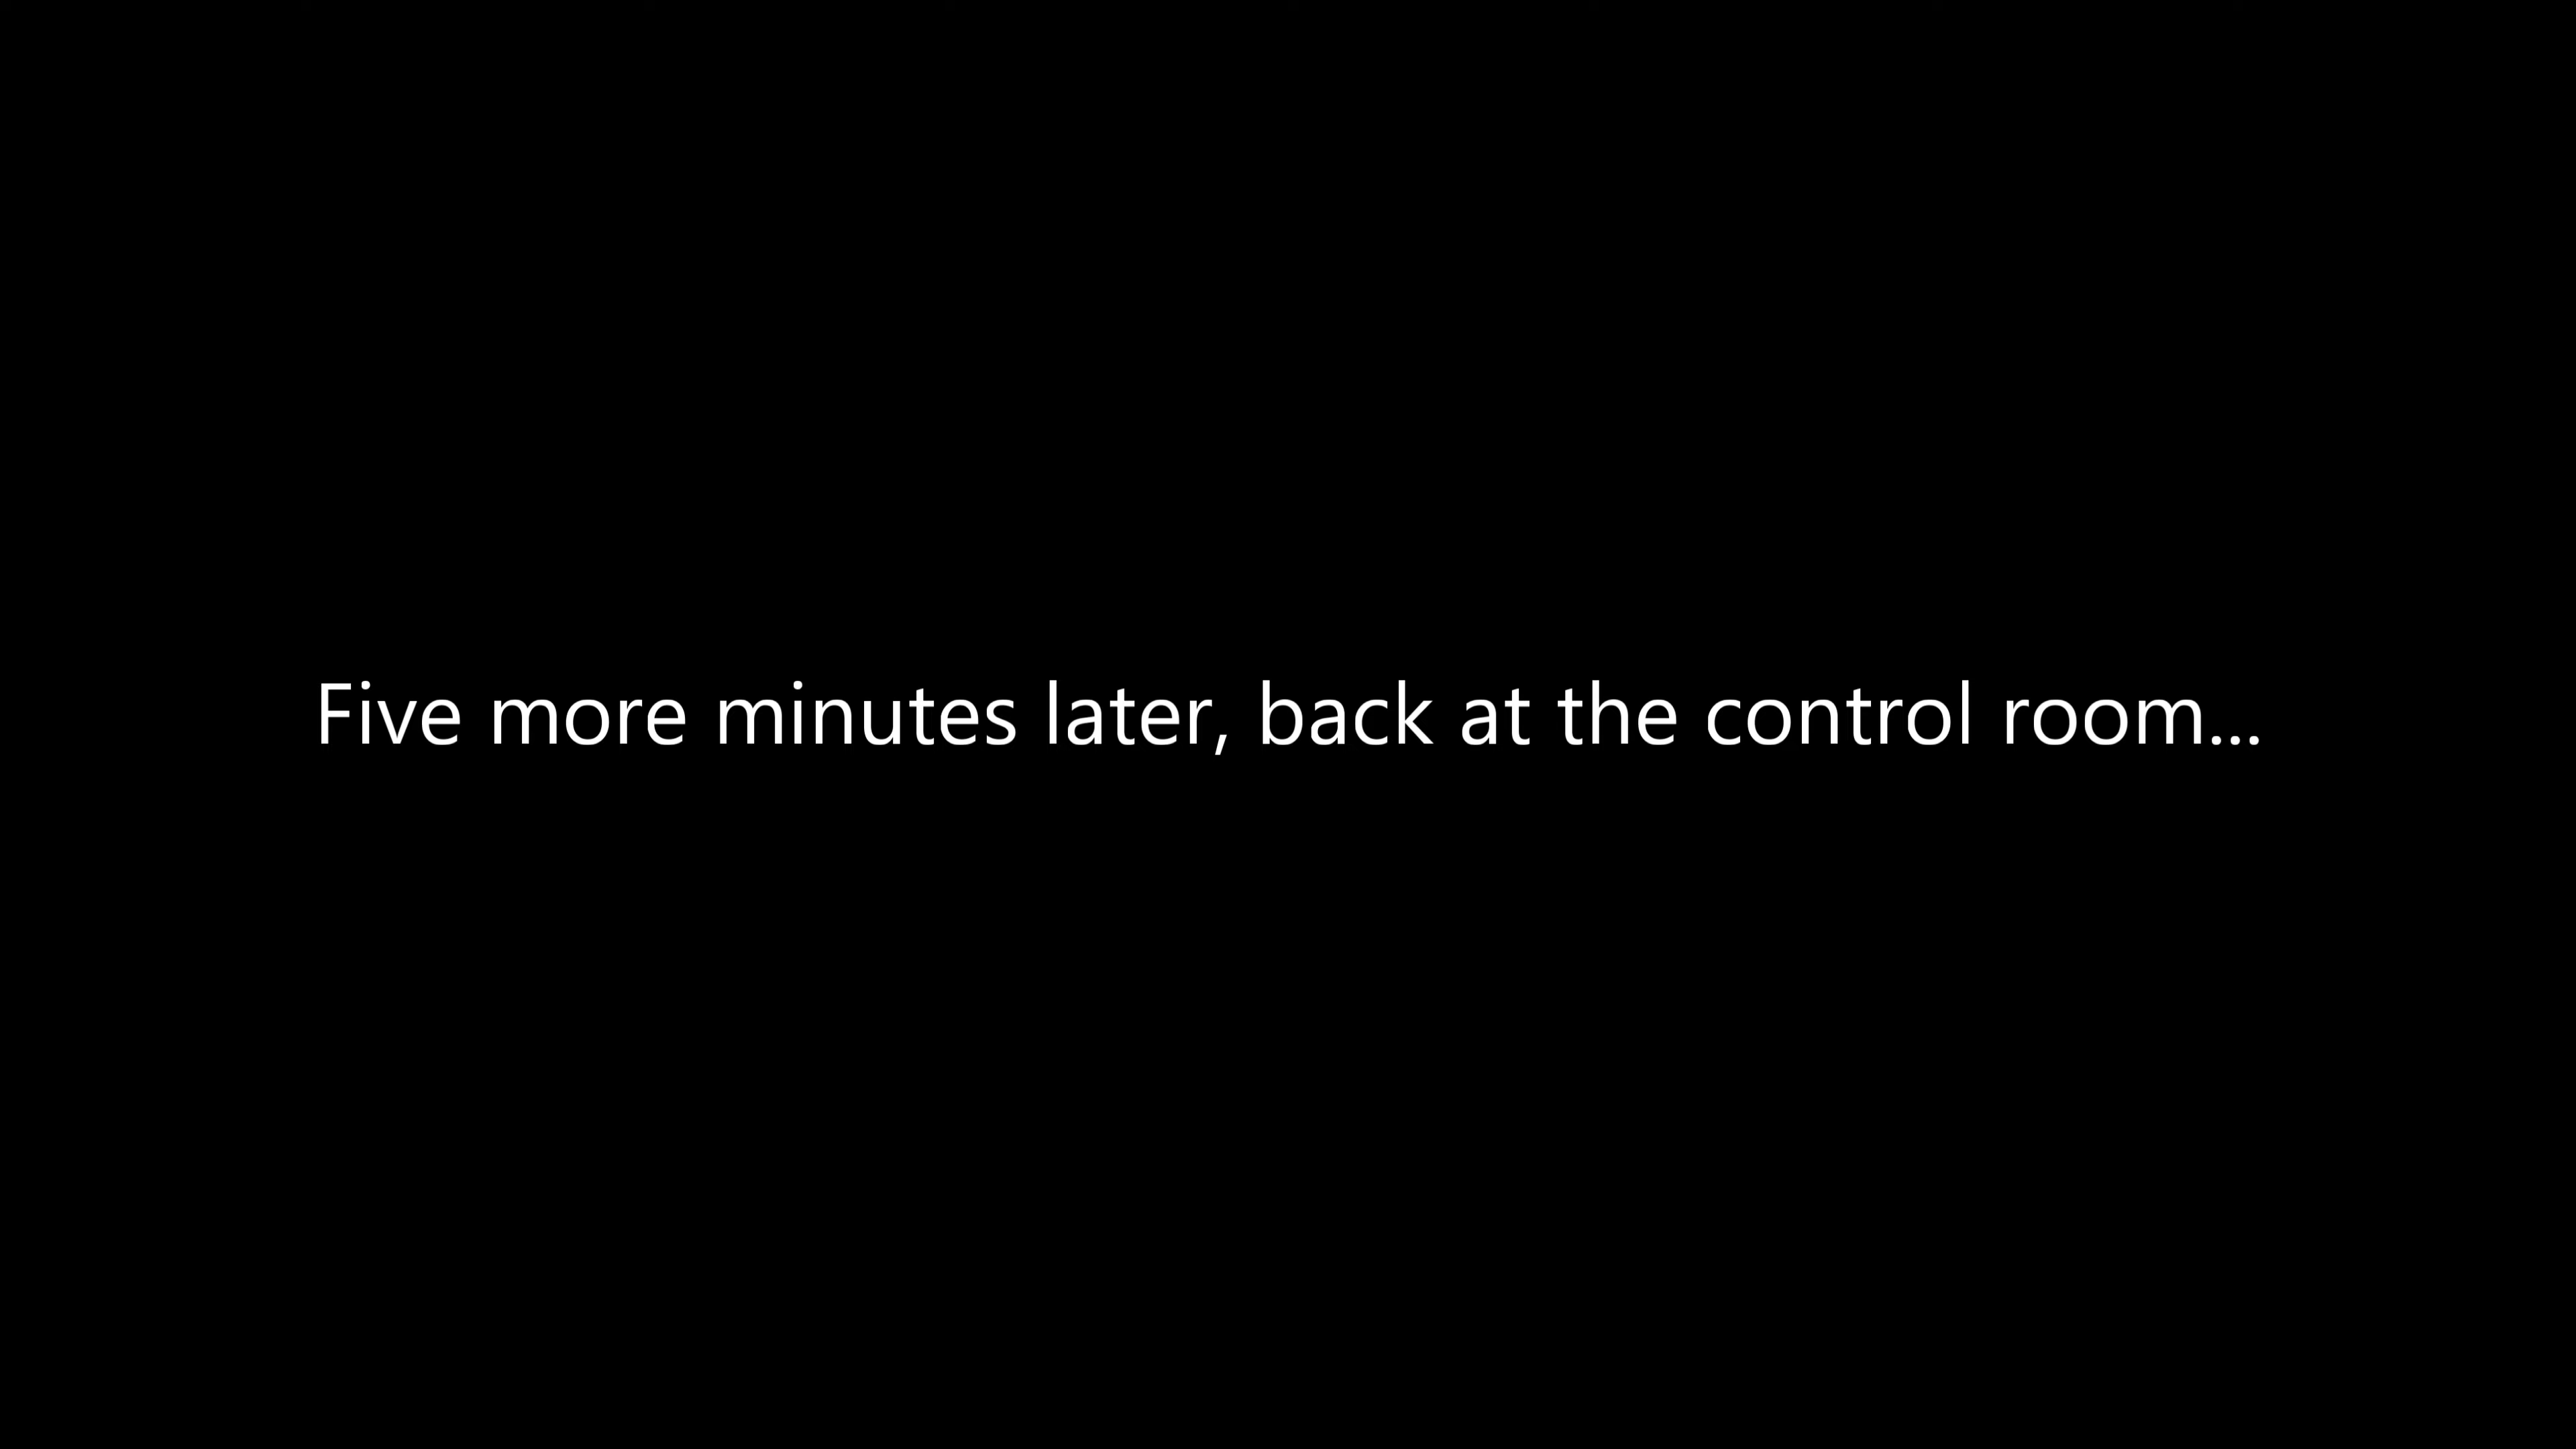 Five more minutes later, back at the control room...